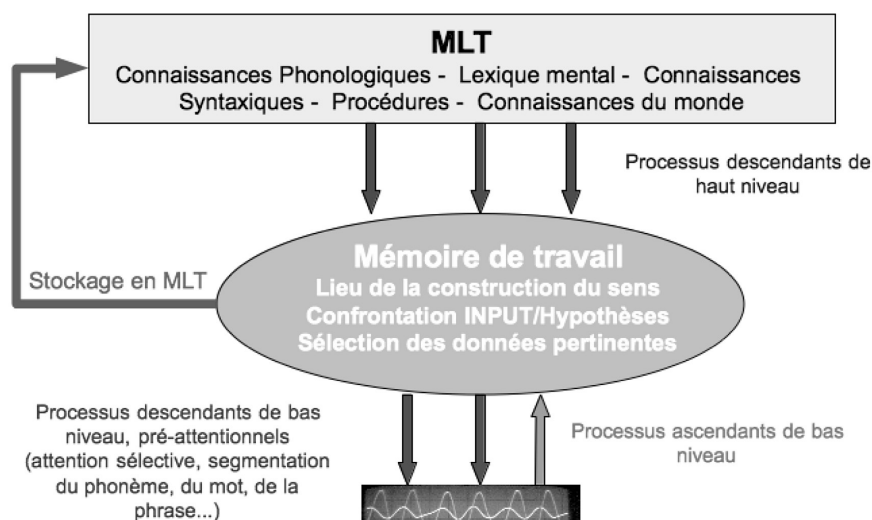 MLT
Connaissances Phonologiques - Lexique mental - Connaissances
Syntaxiques - Procédures - Connaissances du monde
Processus descendants de
haut niveau
Mémoire de travail
Lieu de la construction du sens
Confrontation INPUT/Hypothèses
Sélection des données pertinentes
Stockage en MLT
Processus descendants de bas
niveau, pré-attentionnels
(attention sélective, segmentation
du phonème, du mot, de la
phrase...)
Processus ascendants de bas
niveau